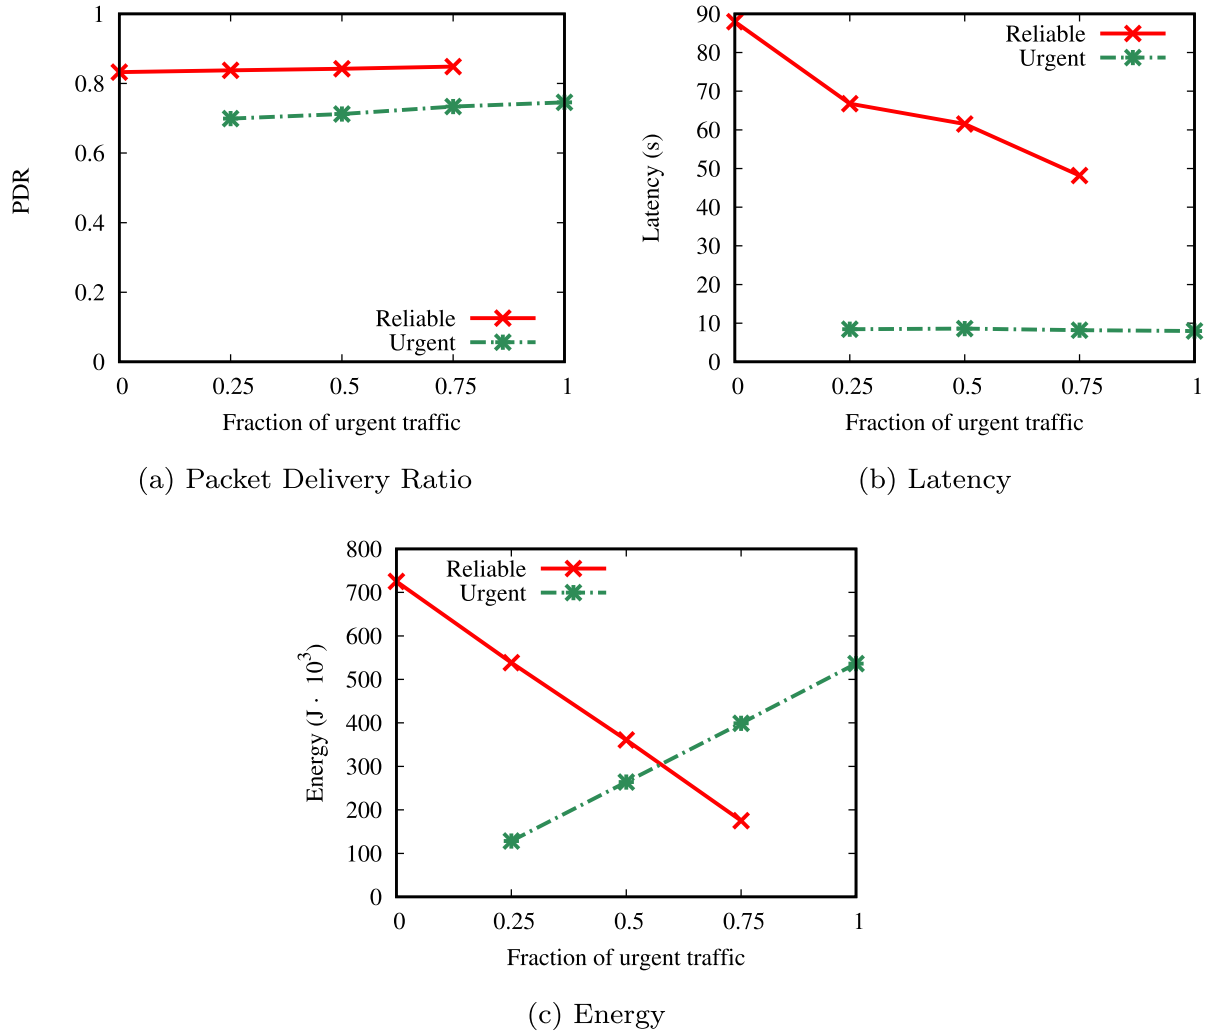 1
0.8
0.6
0.4
0.2
0
PDR
Reliable
Urgent
0 0.25 0.5 0.75 1
Fraction of urgent traffic
(a) Packet Delivery Ratio
90
80
70
60
50
40
30
20
10
0
Latency (s)
Reliable
Urgent
0 0.25 0.5 0.75 1
Fraction of urgent traffic
(b) Latency
800
700
600
500
400
300
200
100
0
Energy (J · 10³)
Reliable
Urgent
0 0.25 0.5 0.75 1
Fraction of urgent traffic
(c) Energy